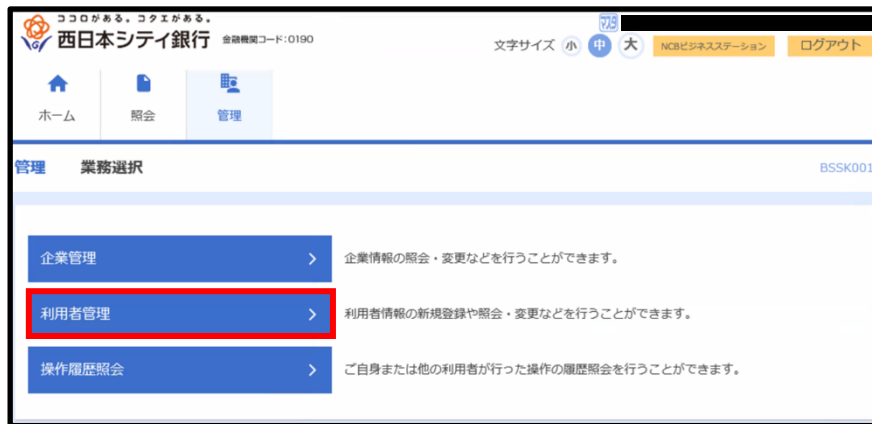 ココロがある。コタエがある。
西日本シティ銀行 金融機関コード:0190
マスタ
文字サイズ 小 中 大 NCBビジネスステーション ログアウト
ホーム 照会 管理
管理 業務選択 BSSK001
企業管理 企業情報の照会・変更などを行うことができます。
利用者管理 利用者情報の新規登録や照会・変更などを行うことができます。
操作履歴照会 ご自身または他の利用者が行った操作の履歴照会を行うことができます。